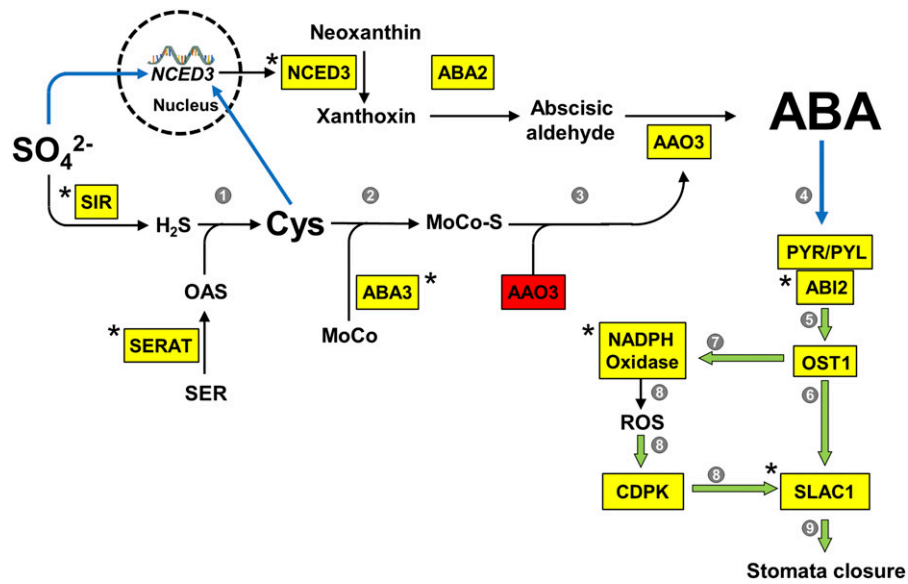 Neoxanthin
*
NCED3
NCED3
ABA2
Nucleus
Xanthoxin
Abscisic
aldehyde
ABA
SO₄²⁻
AAO3
*
SIR
1
2
3
4
H₂S
Cys
MoCo-S
PYR/PYL
OAS
ABA3
*
AAO3
*
ABI2
*
SERAT
MoCo
*
NADPH
Oxidase
7
5
OST1
SER
8
6
ROS
8
*
CDPK
8
SLAC1
9
Stomata closure